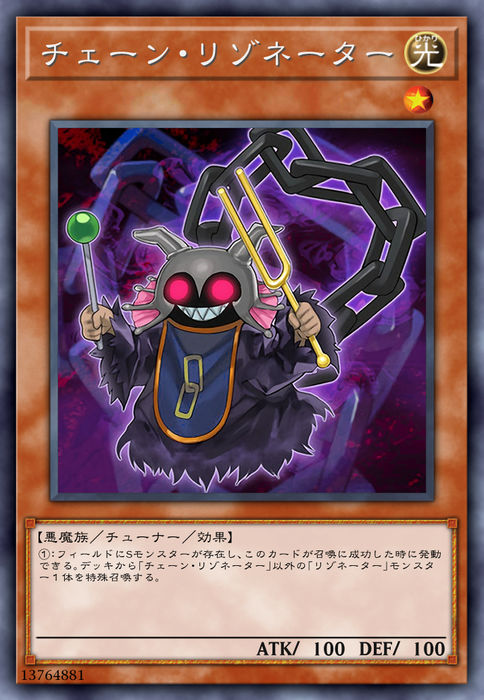 チェーン・リゾネーター
ひかり
光
【悪魔族／チューナー／効果】
①：フィールドにSモンスターが存在し、このカードが召喚に成功した時に発動
できる。デッキから「チェーン・リゾネーター」以外の「リゾネーター」モンス
ター１体を特殊召喚する。
ATK/ 100 DEF/ 100
13764881